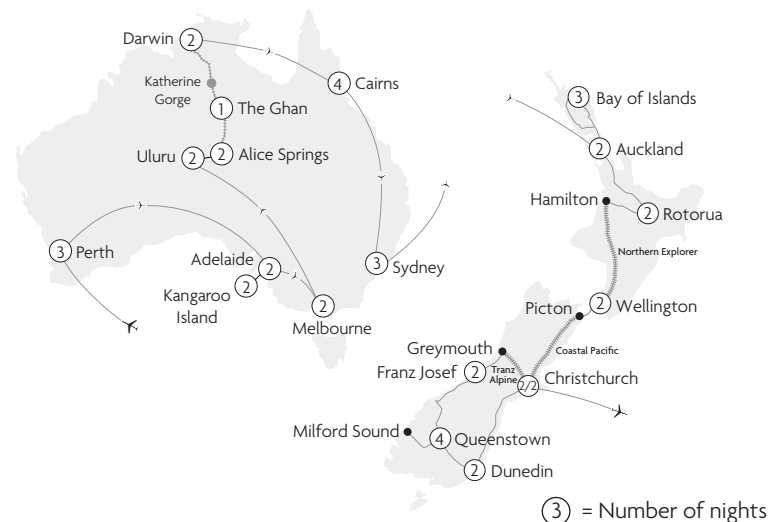 Darwin 2
4 Cairns
Katherine
Gorge
1 The Ghan
Uluru 2
2 Alice Springs
3 Perth
Adelaide 2
Kangaroo
Island
2
2
Melbourne
3 Sydney
3 Bay of Islands
2 Auckland
Hamilton
2 Rotorua
Northern Explorer
2 Wellington
Picton
Coastal Pacific
Greymouth
Franz Josef 2
Tranz
Alpine
2/2 Christchurch
Milford Sound
4 Queenstown
2 Dunedin
3 = Number of nights